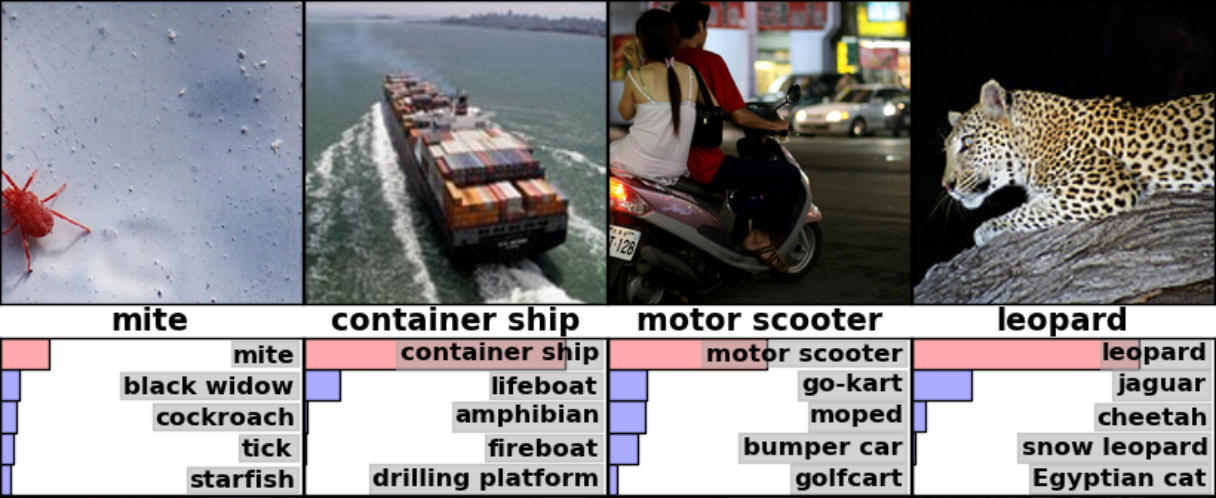 T-128
mite
container ship
motor scooter
leopard
mite
black widow
cockroach
tick
starfish
container ship
lifeboat
amphibian
fireboat
drilling platform
motor scooter
go-kart
moped
bumper car
golfcart
leopard
jaguar
cheetah
snow leopard
Egyptian cat